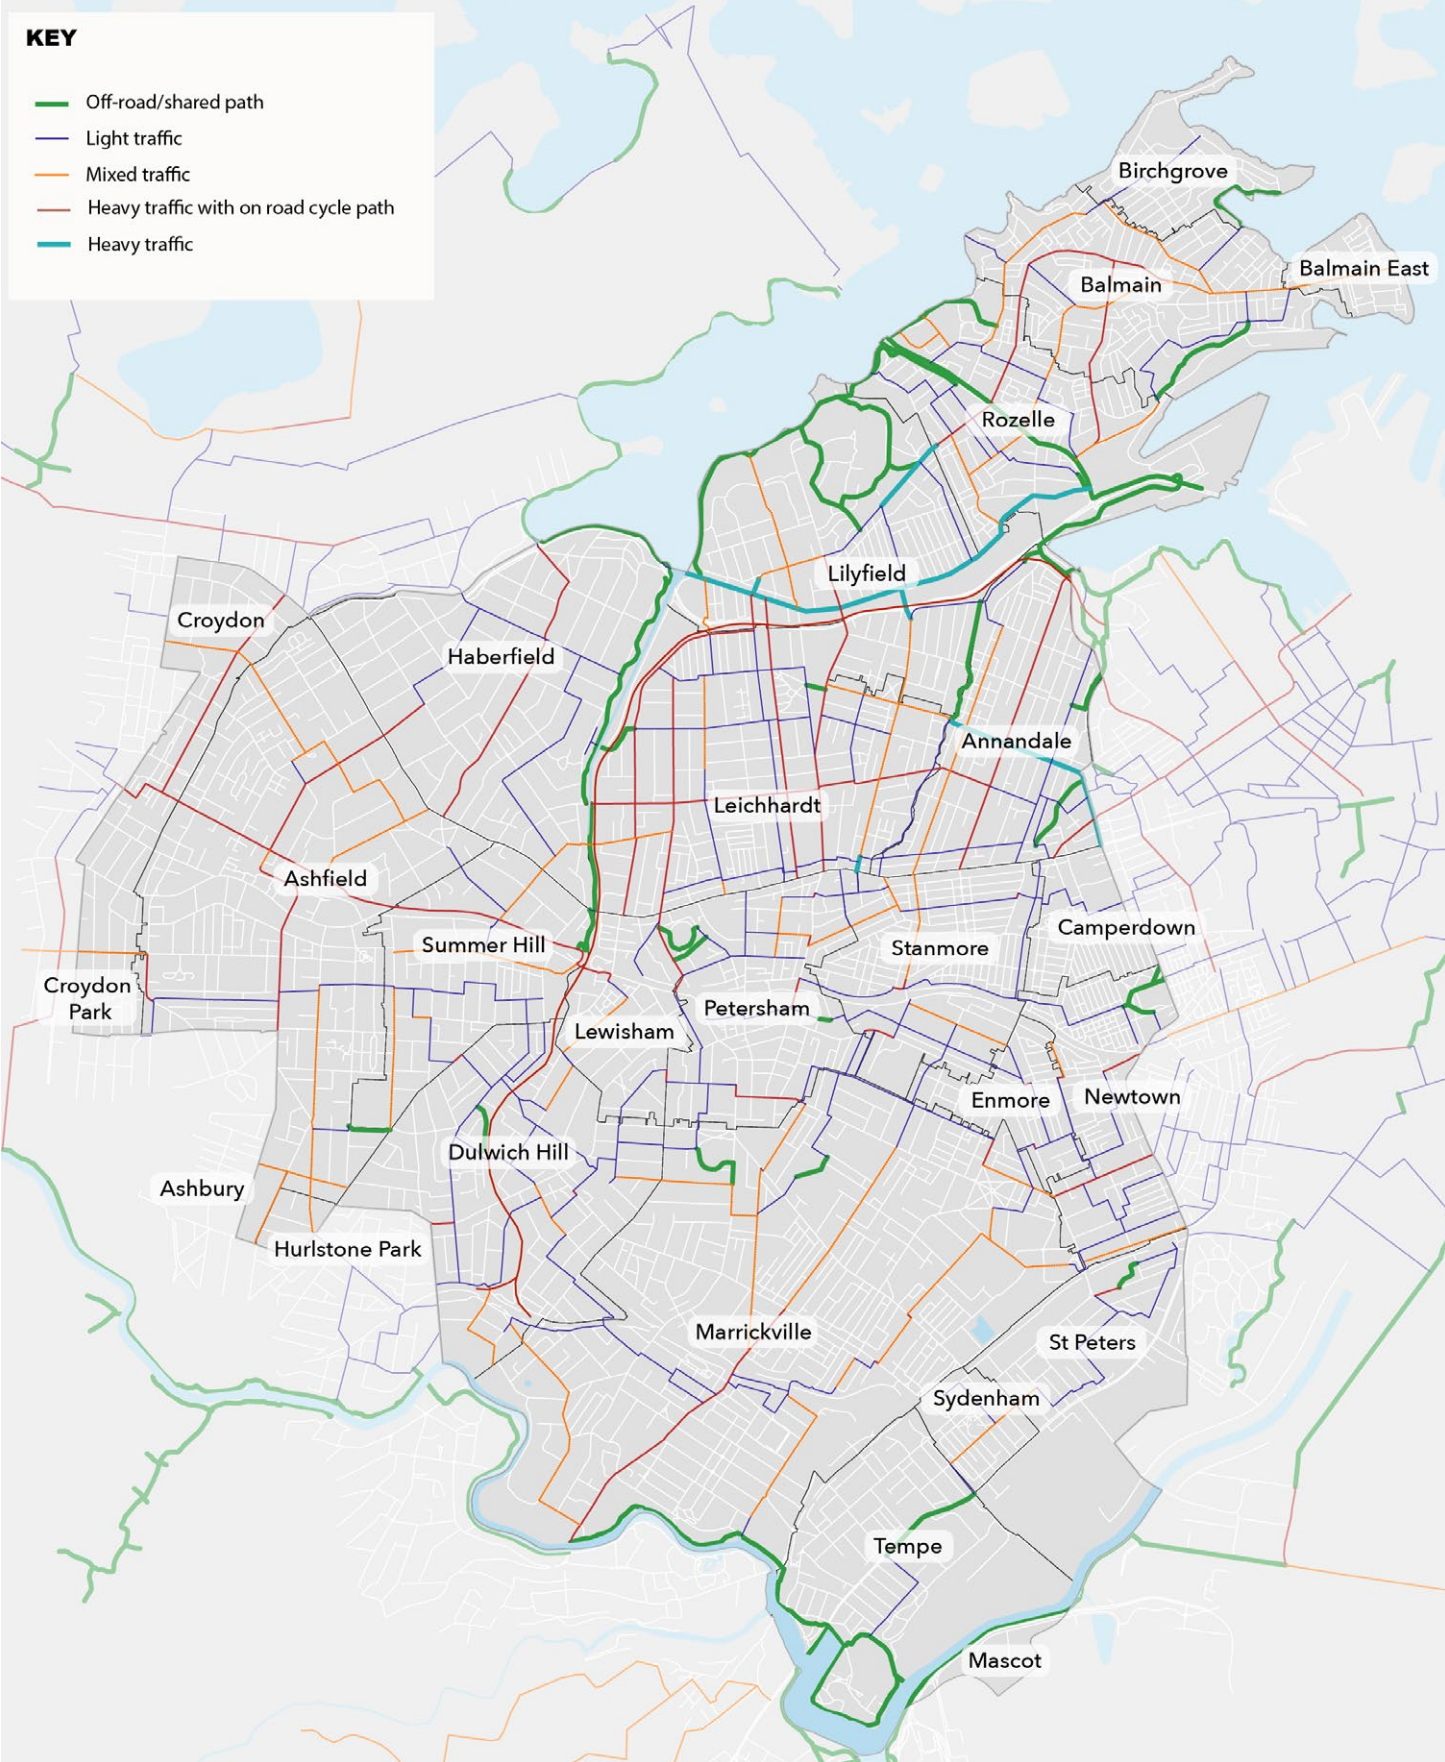 KEY
Off-road/shared path
Light traffic
Mixed traffic
Heavy traffic with on road cycle path
Heavy traffic
Birchgrove
Balmain East
Balmain
Rozelle
Lilyfield
Croydon
Haberfield
Annandale
Leichhardt
Ashfield
Camperdown
Summer Hill
Stanmore
Croydon
Park
Petersham
Lewisham
Enmore
Newtown
Dulwich Hill
Ashbury
Hurlstone Park
Marrickville
St Peters
Sydenham
Tempe
Mascot